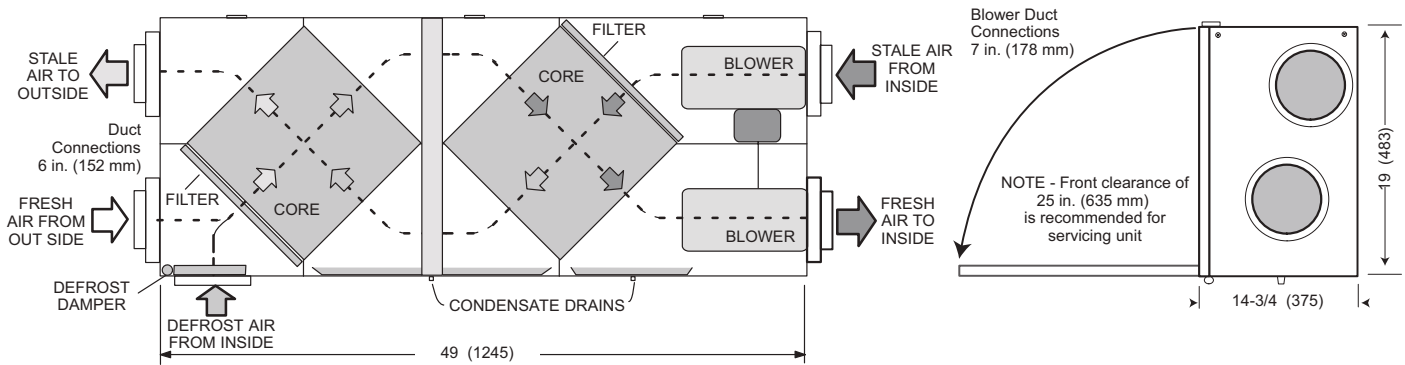 STALE
AIR TO
OUTSIDE
Duct
Connections
6 in. (152 mm)
FILTER
FRESH
AIR FROM
OUT SIDE
DEFROST
DAMPER
DEFROST AIR
FROM INSIDE
CORE
CORE
FILTER
BLOWER
BLOWER
STALE AIR
FROM
INSIDE
FRESH
AIR TO
INSIDE
CONDENSATE DRAINS
49 (1245)
Blower Duct
Connections
7 in. (178 mm)
NOTE - Front clearance of
25 in. (635 mm)
is recommended for
servicing unit
19 (483)
14-3/4 (375)